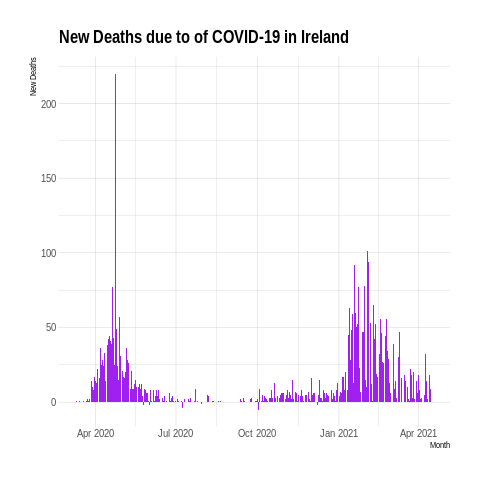 New Deaths due to of COVID-19 in Ireland
New Deaths
200
150
100
50
0
Apr 2020 Jul 2020 Oct 2020 Jan 2021 Apr 2021
Month